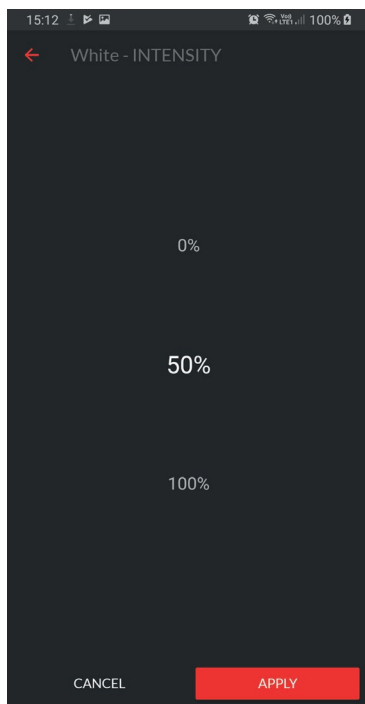 15:12 100%
White - INTENSITY
0%
50%
100%
CANCEL APPLY